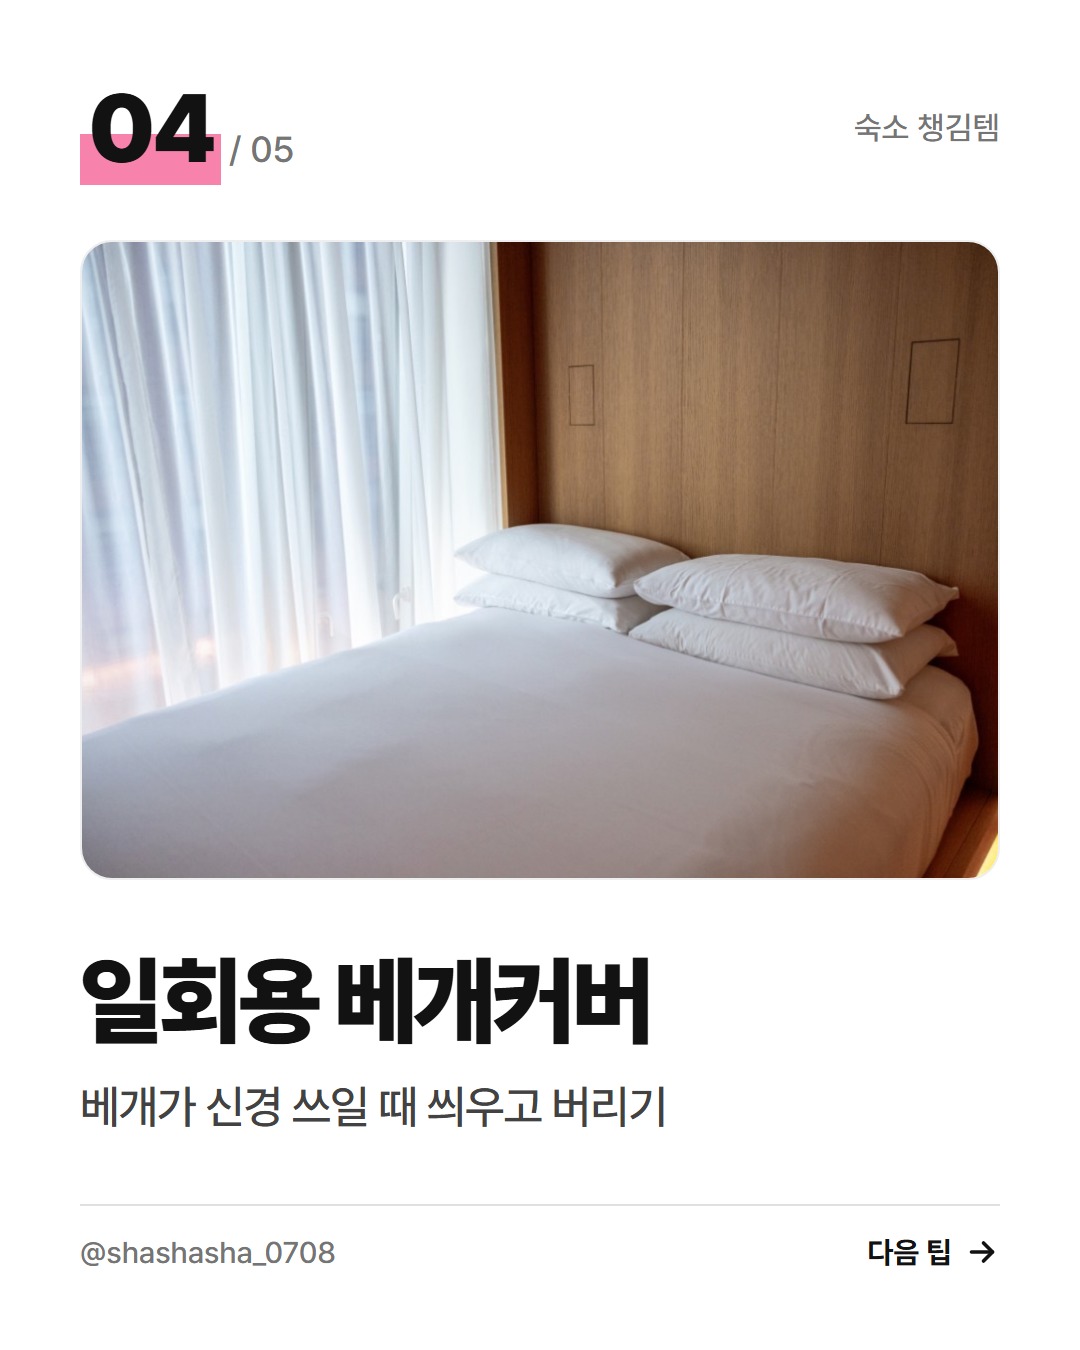 04 / 05
숙소 챙김템
일회용 베개커버
베개가 신경 쓰일 때 씌우고 버리기
@shashasha_0708
다음 팁 →